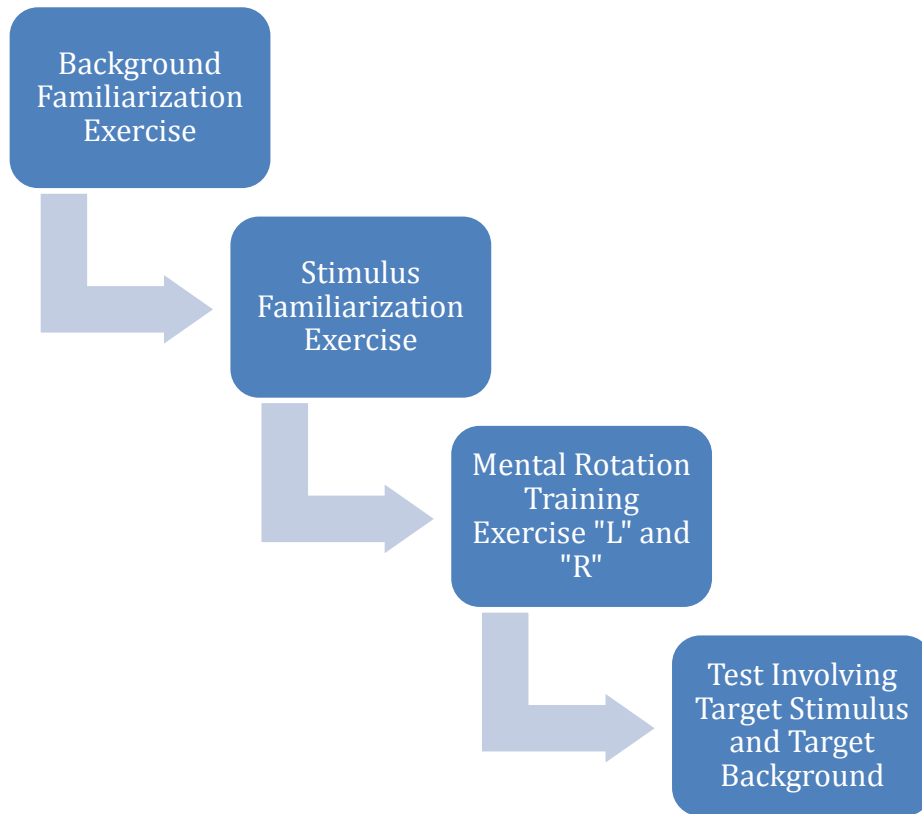 Background
Familiarization
Exercise
Stimulus
Familiarization
Exercise
Mental Rotation
Training
Exercise "L" and
"R"
Test Involving
Target Stimulus
and Target
Background